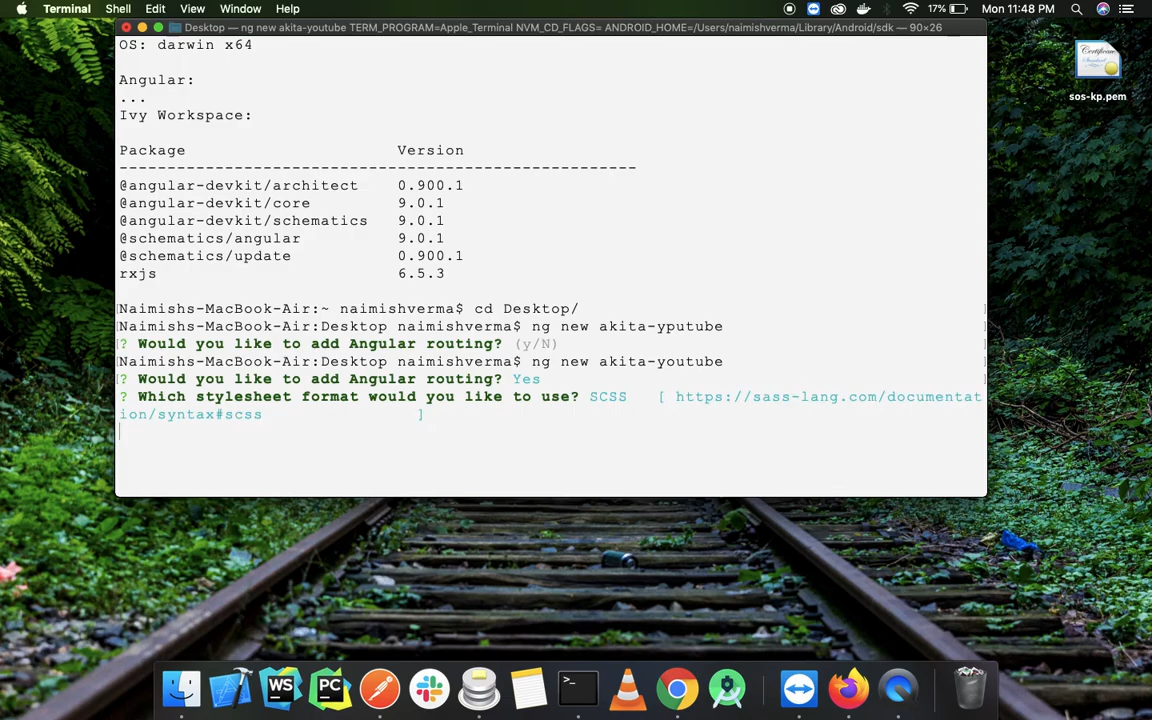 Terminal Shell Edit View Window Help 17% Mon 11:48 PM
Desktop — ng new akita-youtube TERM_PROGRAM=Apple_Terminal NVM_CD_FLAGS= ANDROID_HOME=/Users/naimishverma/Library/Android/sdk — 90×26
OS: darwin x64
Angular:
...
Ivy Workspace:
Package Version
------------------------------------------------------
@angular-devkit/architect 0.900.1
@angular-devkit/core 9.0.1
@angular-devkit/schematics 9.0.1
@schematics/angular 9.0.1
@schematics/update 0.900.1
rxjs 6.5.3
Naimishs-MacBook-Air:~ naimishverma$ cd Desktop/
Naimishs-MacBook-Air:Desktop naimishverma$ ng new akita-yputube
? Would you like to add Angular routing? (y/N)
Naimishs-MacBook-Air:Desktop naimishverma$ ng new akita-youtube
? Would you like to add Angular routing? Yes
? Which stylesheet format would you like to use? SCSS [ https://sass-lang.com/documentat
ion/syntax#scss ]
Certificate
Standard
sos-kp.pem
WS
PC
>_